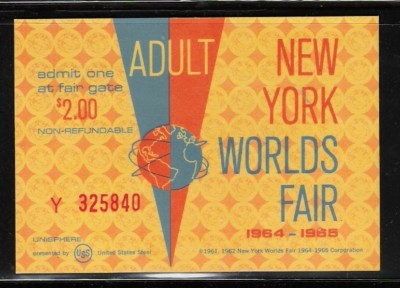 ADULT
admit one
at fair gate
$2.00
NON-REFUNDABLE
Y 325840
UNISPHERE
presented by USS United States Steel
NEW
YORK
WORLDS
FAIR
1964-1965
©1961, 1962 New York Worlds Fair 1964-1965 Corporation